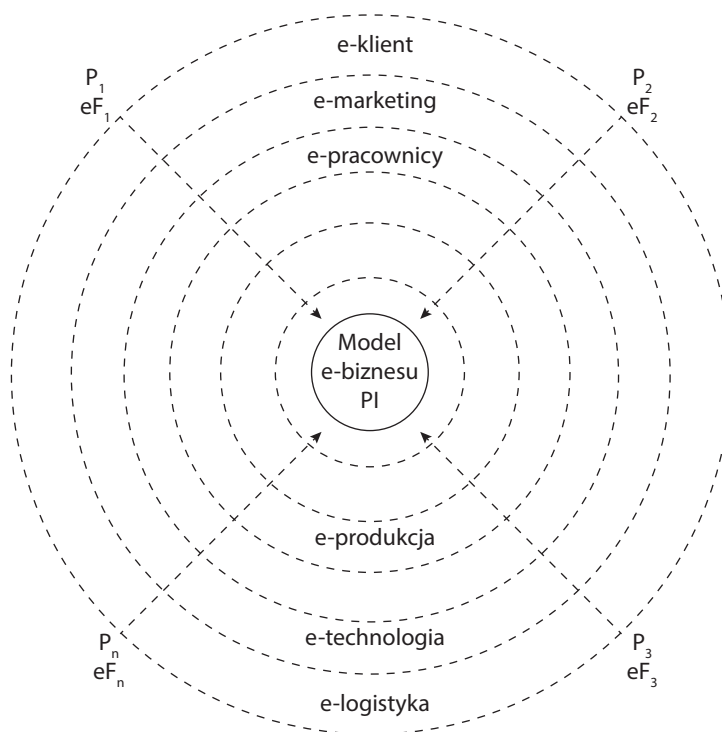 e-klient
P1
eF1
P2
eF2
e-marketing
e-pracownicy
Model
e-biznesu
PI
e-produkcja
e-technologia
Pn
eFn
P3
eF3
e-logistyka